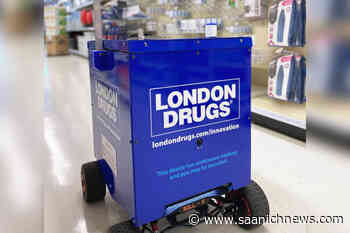 LONDON
DRUGS
londondrugs.com/innovation
This device has continuous tracking
and you may be recorded
LONDON
DRUGS
www.saanichnews.com